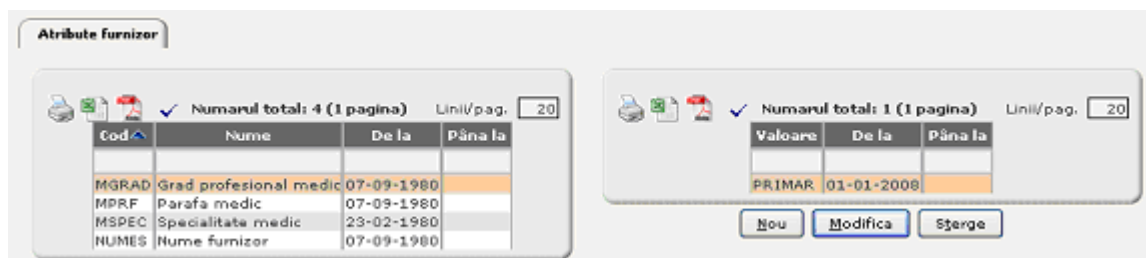 Atribute furnizor
Numarul total: 4 (1 pagina) Linii/pag. 20
Cod Nume De la Pâna la
MGRAD Grad profesional medic 07-09-1980
MPRF Parafa medic 07-09-1980
MSPEC Specialitate medic 23-02-1980
NUMES Nume furnizor 07-09-1980
Numarul total: 1 (1 pagina) Linii/pag. 20
Valoare De la Pâna la
PRIMAR 01-01-2008
Nou Modifica Sterge